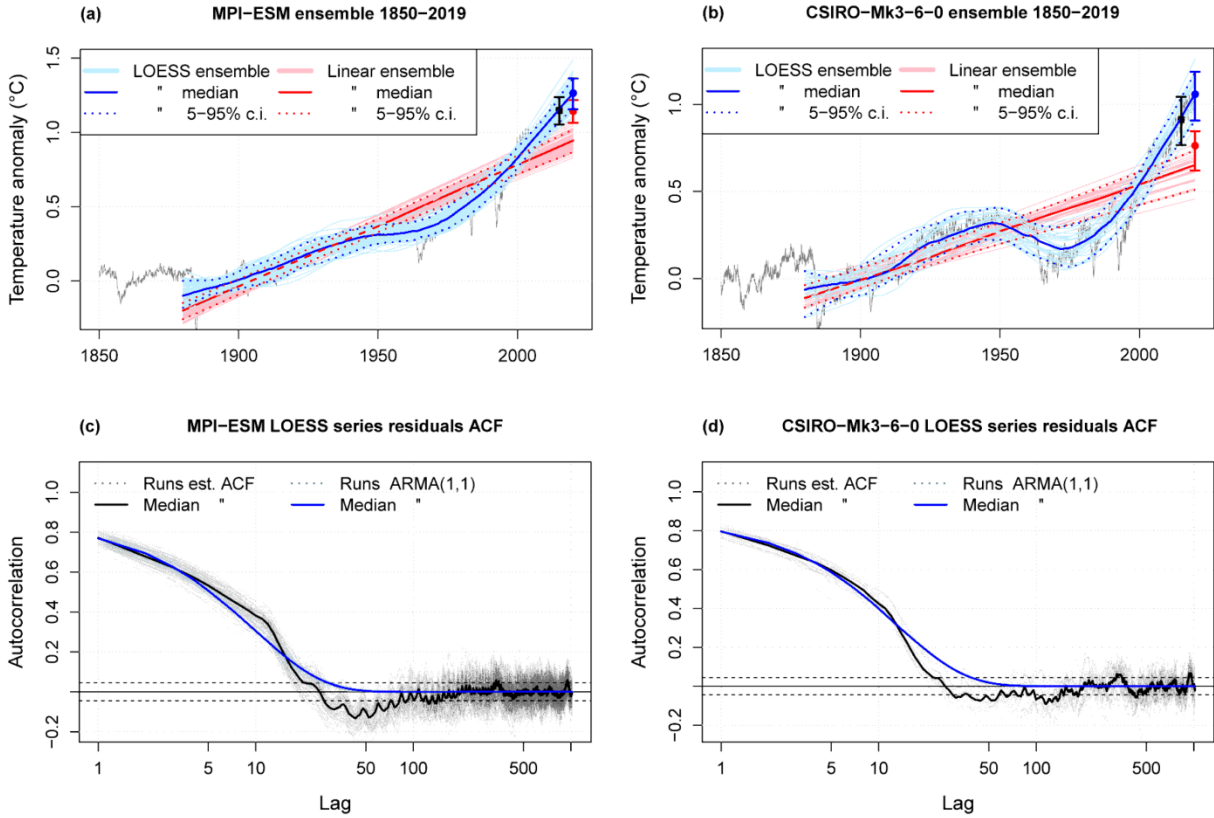 (a) MPI−ESM ensemble 1850−2019
Temperature anomaly (°C)
0.0 0.5 1.0 1.5
LOESS ensemble Linear ensemble
" median " median
" 5−95% c.i. " 5−95% c.i.
1850 1900 1950 2000
(b) CSIRO−Mk3−6−0 ensemble 1850−2019
Temperature anomaly (°C)
0.0 0.5 1.0
LOESS ensemble Linear ensemble
" median " median
" 5−95% c.i. " 5−95% c.i.
1850 1900 1950 2000
(c) MPI−ESM LOESS series residuals ACF
Autocorrelation
−0.2 0.2 0.4 0.6 0.8 1.0
Runs est. ACF Runs ARMA(1,1)
Median " Median "
1 5 10 50 100 500
Lag
(d) CSIRO−Mk3−6−0 LOESS series residuals ACF
Autocorrelation
−0.2 0.2 0.4 0.6 0.8 1.0
Runs est. ACF Runs ARMA(1,1)
Median " Median "
1 5 10 50 100 500
Lag